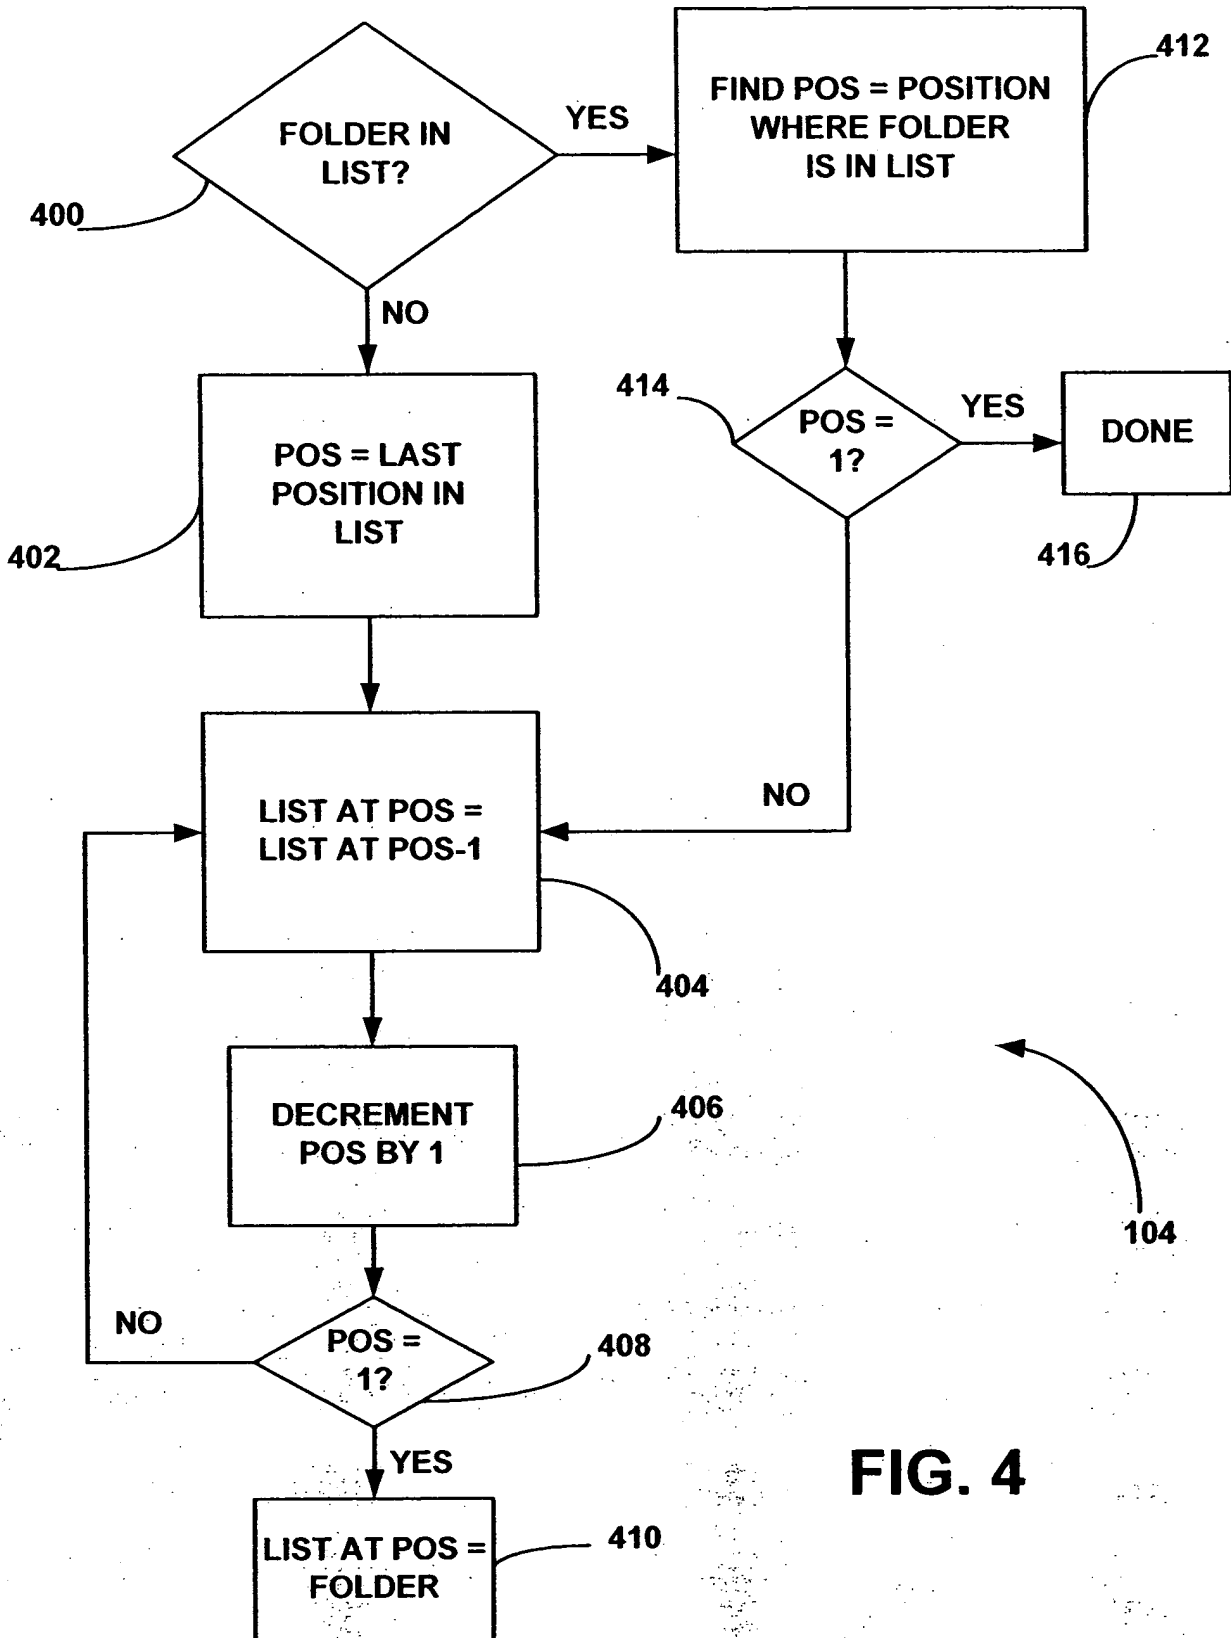 FOLDER IN
LIST?
400
YES
FIND POS = POSITION
WHERE FOLDER
IS IN LIST
412
NO
POS = LAST
POSITION IN
LIST
402
414
POS =
1?
YES
DONE
416
NO
LIST AT POS =
LIST AT POS-1
404
DECREMENT
POS BY 1
406
104
NO
POS =
1?
408
YES
LIST AT POS =
FOLDER
410
FIG. 4